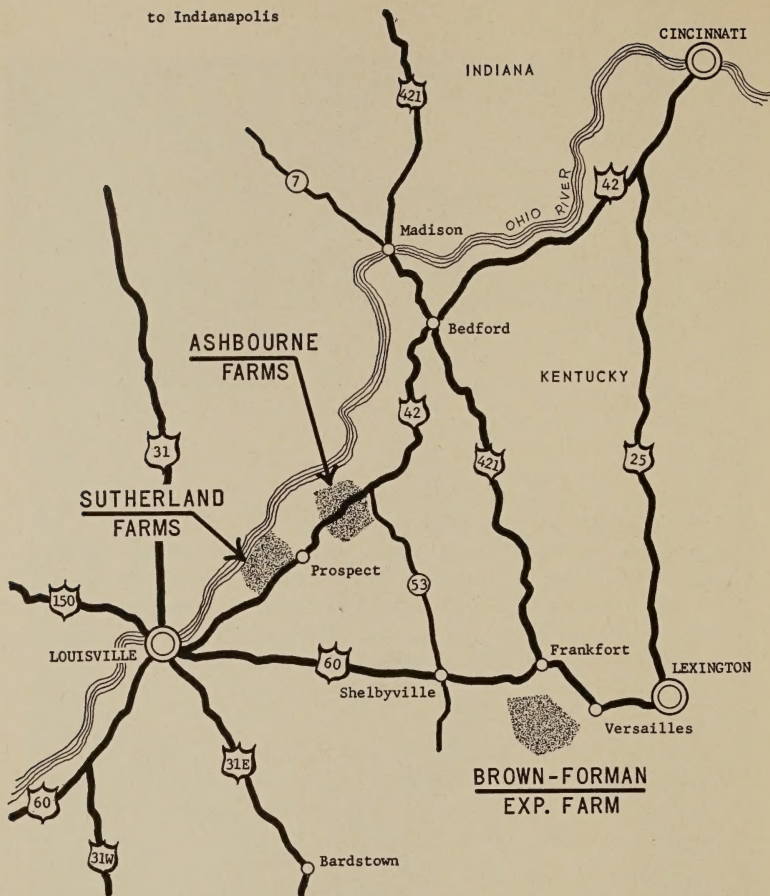 to Indianapolis
CINCINNATI
INDIANA
421
7
42
OHIO RIVER
Madison
Bedford
ASHBOURNE
FARMS
KENTUCKY
42
31
421
25
SUTHERLAND
FARMS
Prospect
53
150
LOUISVILLE
60
Frankfort
LEXINGTON
Shelbyville
Versailles
31E
BROWN-FORMAN
EXP. FARM
60
31W
Bardstown